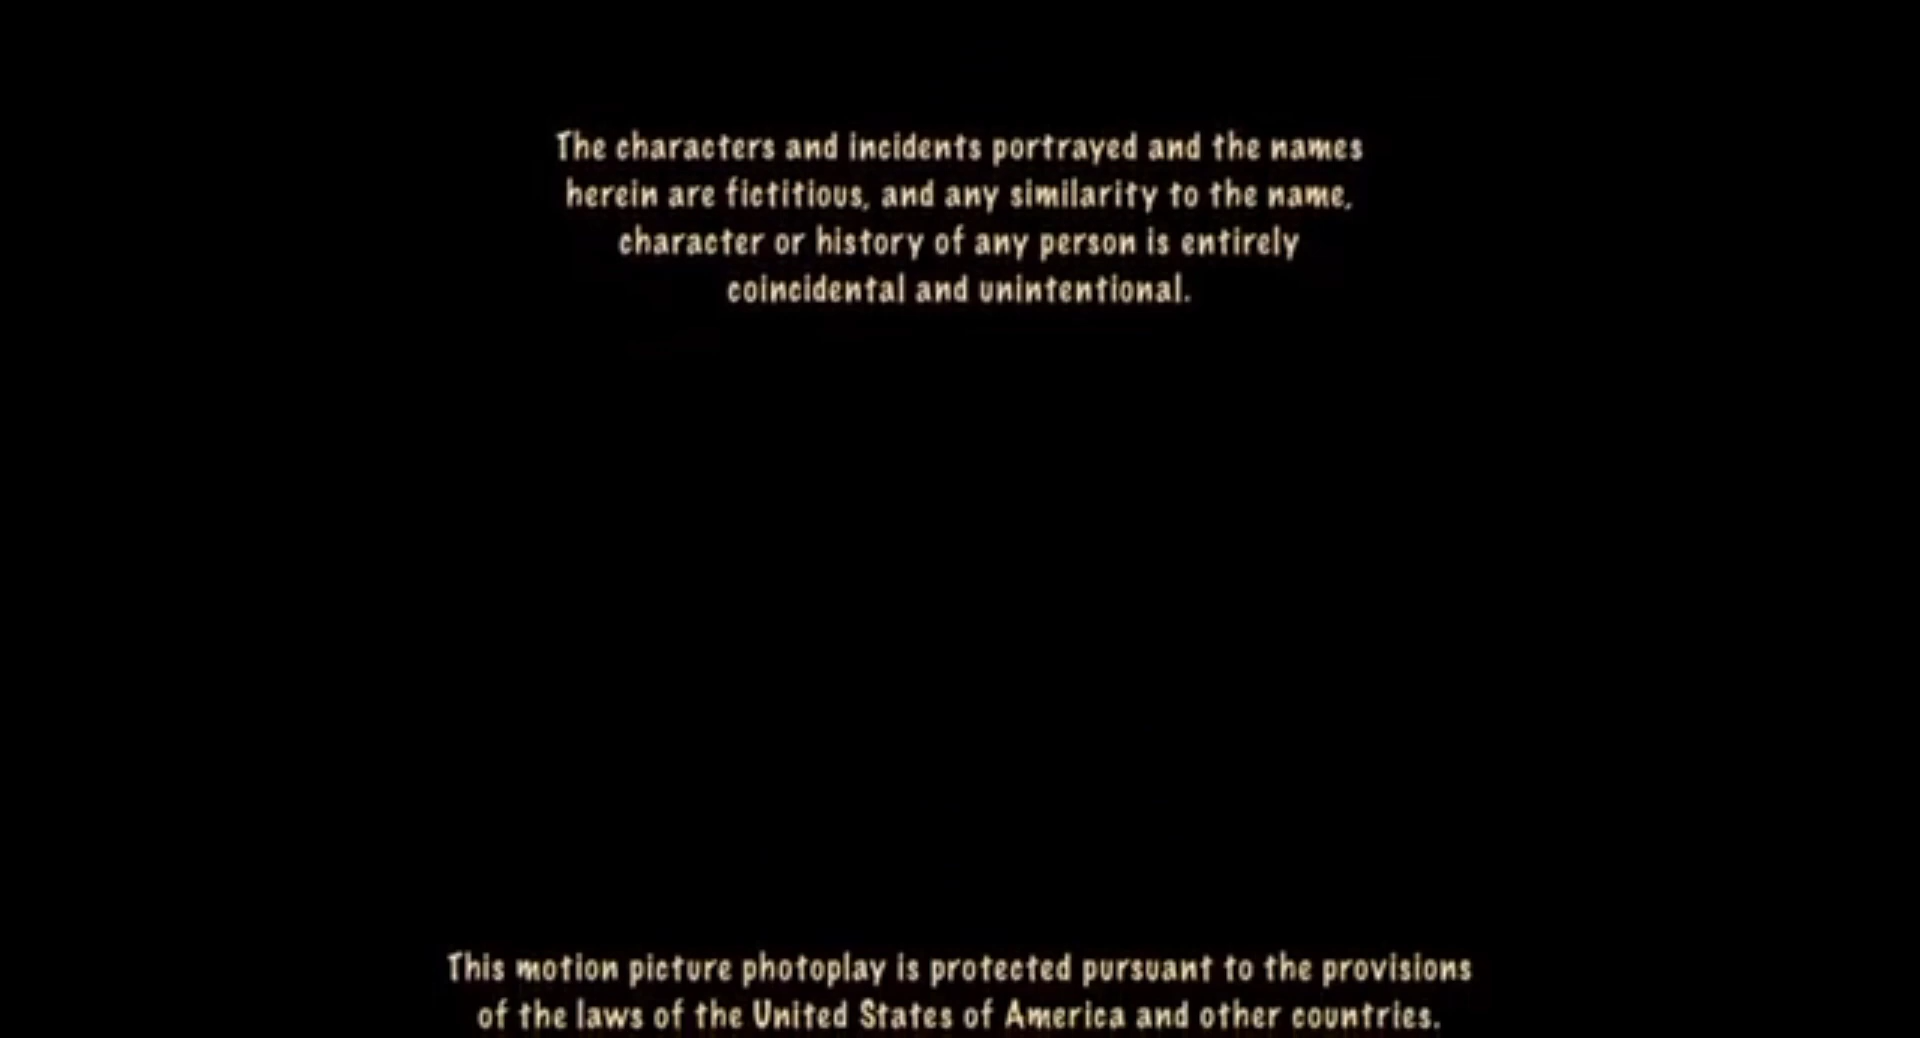 The characters and incidents portrayed and the names
herein are fictitious, and any similarity to the name,
character or history of any person is entirely
coincidental and unintentional.
This motion picture photoplay is protected pursuant to the provisions
of the laws of the United States of America and other countries.